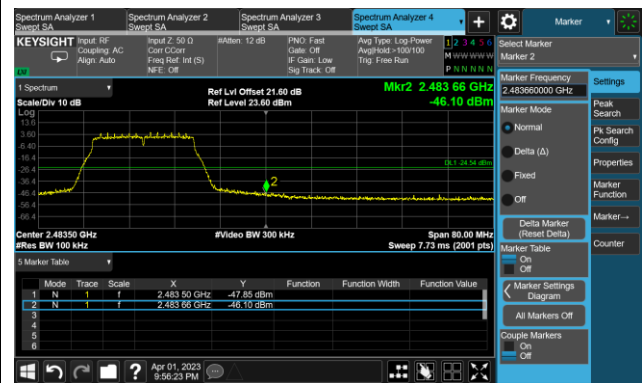 Spectrum Analyzer 1
Swept SA
Spectrum Analyzer 2
Swept SA
Spectrum Analyzer 3
Swept SA
Spectrum Analyzer 4
Swept SA
Marker
KEYSIGHT
Input: RF
Coupling: AC
Align: Auto
Input Z: 50 Ω
Corr CCorr
Freq Ref: Int (S)
NFE: Off
#Atten: 12 dB
PNO: Fast
Gate: Off
IF Gain: Low
Sig Track: Off
Avg Type: Log-Power
Avg|Hold:>100/100
Trig: Free Run
1 2 3 4 5 6
M W W W W W
P N N N N N
LXI
Select Marker
Marker 2
1 Spectrum
Scale/Div 10 dB
Log
Ref Lvl Offset 21.60 dB
Ref Level 23.60 dBm
Mkr2 2.483 66 GHz
-46.10 dBm
13.6
3.60
-6.40
-16.4
-26.4
-36.4
-46.4
-56.4
-66.4
DL1 -24.54 dBm
2
Center 2.48350 GHz
#Res BW 100 kHz
#Video BW 300 kHz
Span 80.00 MHz
Sweep 7.73 ms (2001 pts)
5 Marker Table
Mode Trace Scale X Y Function Function Width Function Value
1 N 1 f 2.483 50 GHz -47.85 dBm
2 N 1 f 2.483 66 GHz -46.10 dBm
3
4
5
6
Marker Frequency
2.483660000 GHz
Marker Mode
Normal
Delta (Δ)
Fixed
Off
Delta Marker
(Reset Delta)
Marker Table
On
Off
Marker Settings
Diagram
All Markers Off
Couple Markers
On
Off
Settings
Peak
Search
Pk Search
Config
Properties
Marker
Function
Marker→
Counter
Apr 01, 2023
9:56:23 PM